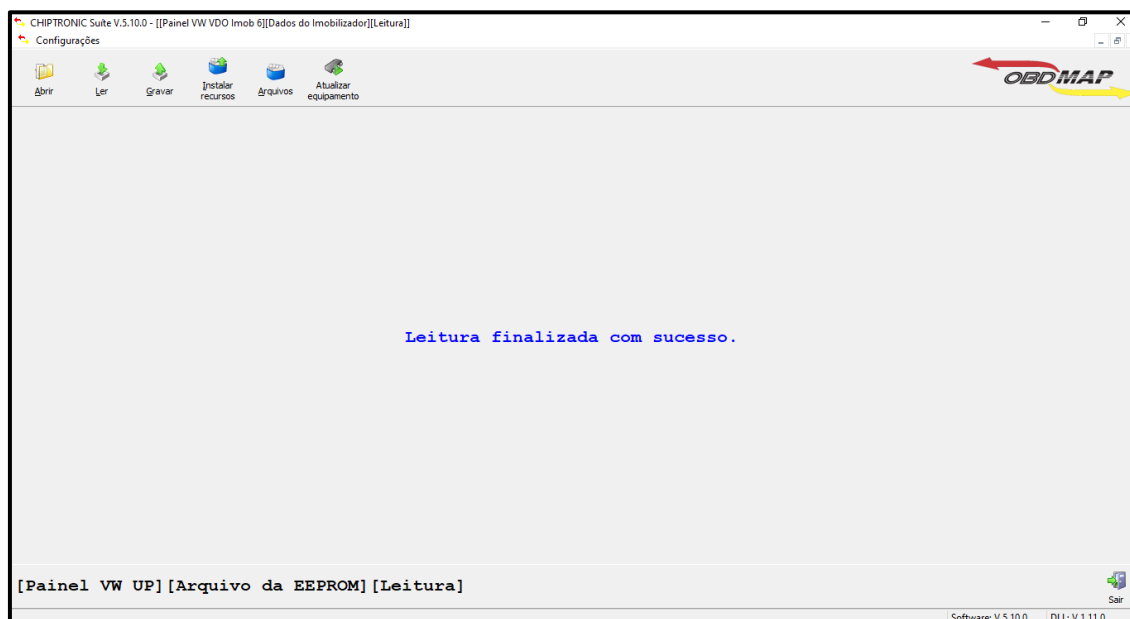 CHIPTRONIC Suite V.5.10.0 - [[Painel VW VDO Imob 6][Dados do Imobilizador][Leitura]]
Configurações
Abrir
Ler
Gravar
Instalar
recursos
Arquivos
Atualizar
equipamento
OBDMAP
Leitura finalizada com sucesso.
[Painel VW UP][Arquivo da EEPROM][Leitura]
Sair
Software: V 5.10.0 DLL: V 1.11.0